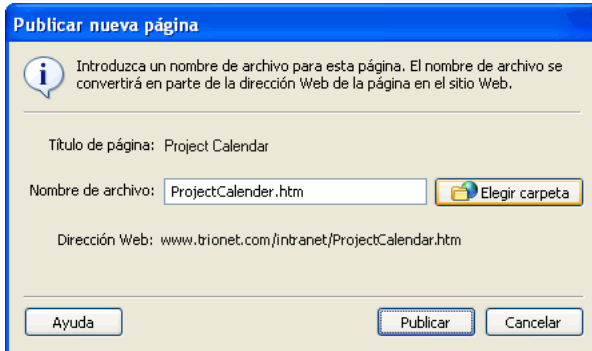 Publicar nueva página
Introduzca un nombre de archivo para esta página. El nombre de archivo se
convertirá en parte de la dirección Web de la página en el sitio Web.
Título de página: Project Calendar
Nombre de archivo: ProjectCalender.htm Elegir carpeta
Dirección Web: www.trionet.com/intranet/ProjectCalendar.htm
Ayuda Publicar Cancelar